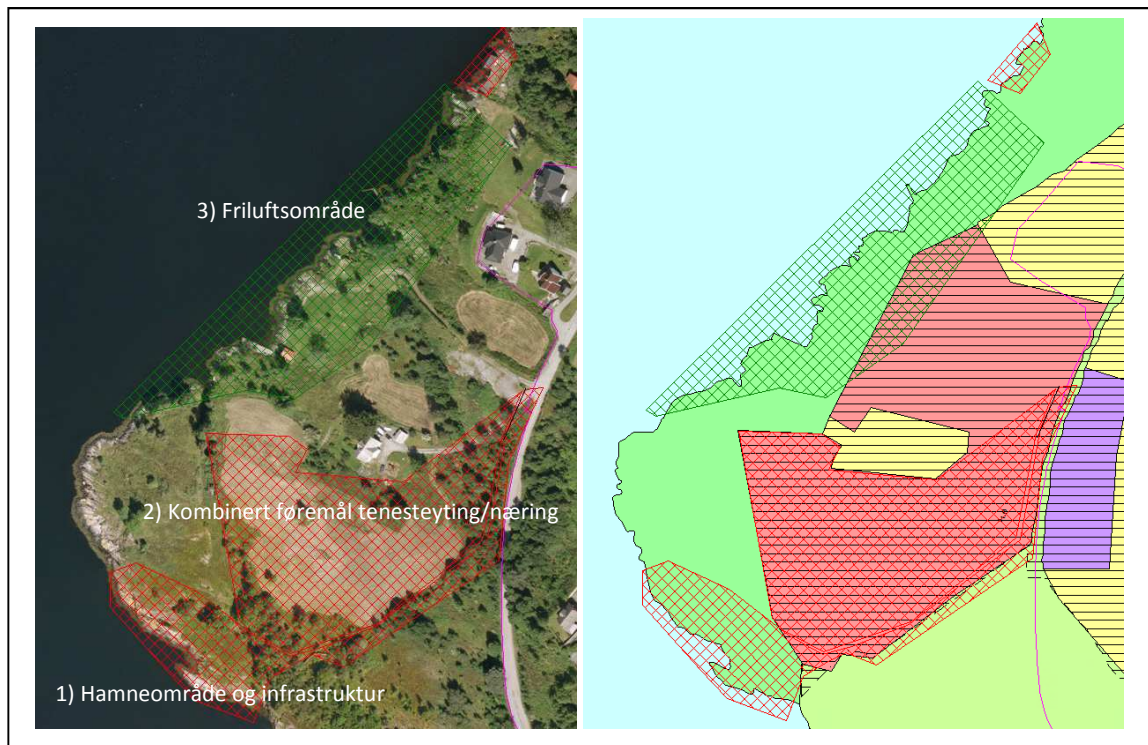 3) Friluftsområde
2) Kombinert føremål tenesteyting/næring
1) Hamneområde og infrastruktur